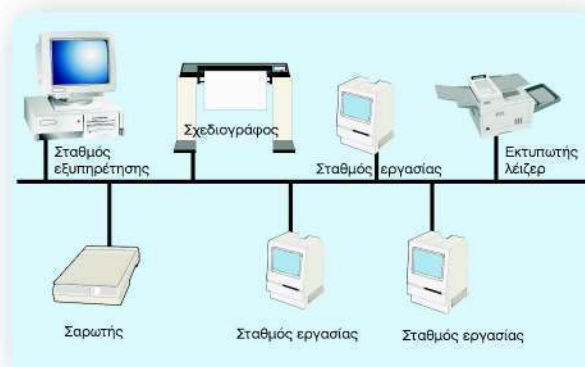 Σταθμός
εξυπηρέτησης
Σχεδιογράφος
Σταθμός εργασίας
Εκτυπωτής
λέιζερ
Σαρωτής
Σταθμός εργασίας
Σταθμός εργασίας